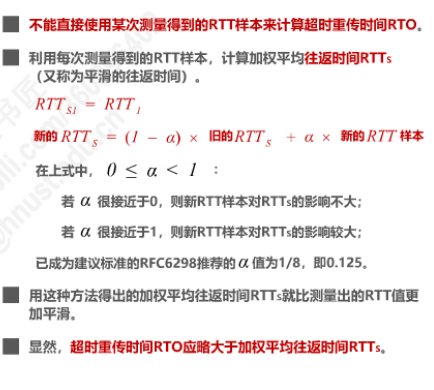 不能直接使用某次测量得到的RTT样本来计算超时重传时间RTO。
利用每次测量得到的RTT样本，计算加权平均往返时间RTTs
（又称为平滑的往返时间）。
RTT_{S1} = RTT_1
新的 RTT_S = (1 − α) × 旧的RTT_S + α × 新的RTT 样本
在上式中， 0 ≤ α < 1 ：
若 α 很接近于0，则新RTT样本对RTTs的影响不大；
若 α 很接近于1，则新RTT样本对RTTs的影响较大；
已成为建议标准的RFC6298推荐的 α 值为1/8，即0.125。
用这种方法得出的加权平均往返时间RTTs就比测量出的RTT值更
加平滑。
显然，超时重传时间RTO应略大于加权平均往返时间RTTs。